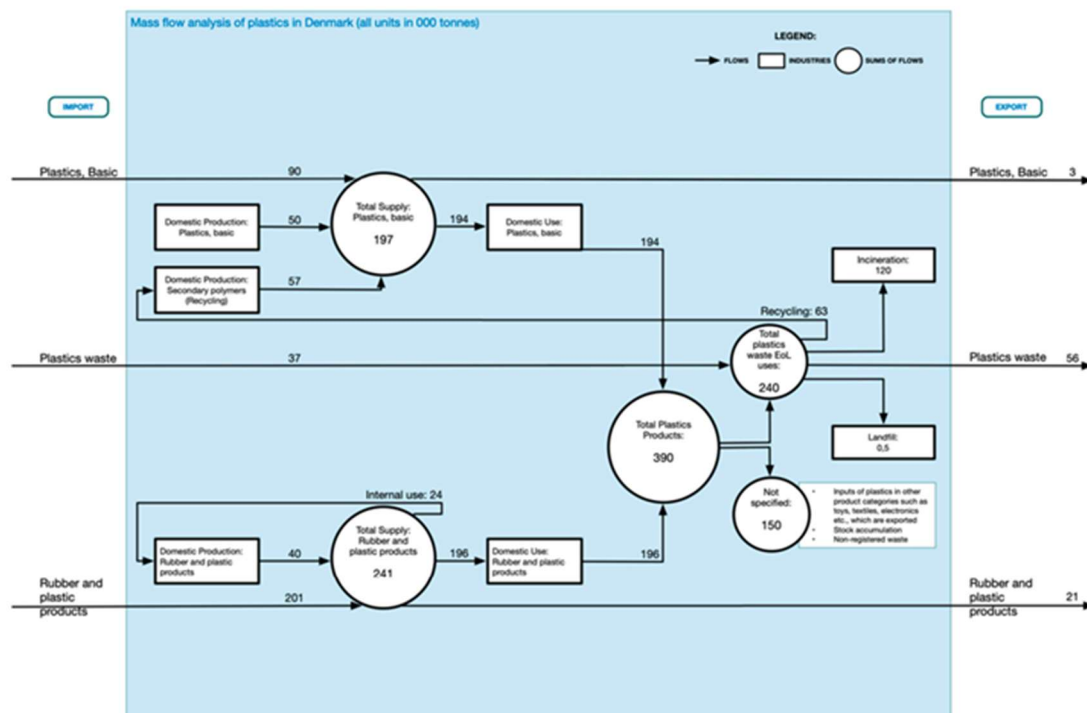 Mass flow analysis of plastics in Denmark (all units in 000 tonnes)
LEGEND:
FLOWS
INDUSTRIES
SUMS OF FLOWS
IMPORT
EXPORT
Plastics, Basic
90
Plastics, Basic
3
Domestic Production:
Plastics, basic
50
Total Supply:
Plastics, basic
197
194
Domestic Use:
Plastics, basic
194
Domestic Production:
Secondary polymers
(Recycling)
57
Incineration:
120
Recycling: 63
Plastics waste
37
Total
plastics
waste EoL
uses:
240
Plastics waste
56
Total Plastics
Products:
390
Landfill:
0,5
Internal use: 24
Not
specified:
150
• Inputs of plastics in other
product categories such as
toys, textiles, electronics
etc., which are exported
• Stock accumulation
• Non-registered waste
Domestic Production:
Rubber and plastic
products
40
Total Supply:
Rubber and
plastic products
241
196
Domestic Use:
Rubber and plastic
products
196
Rubber and
plastic
products
201
Rubber and
plastic
products
21